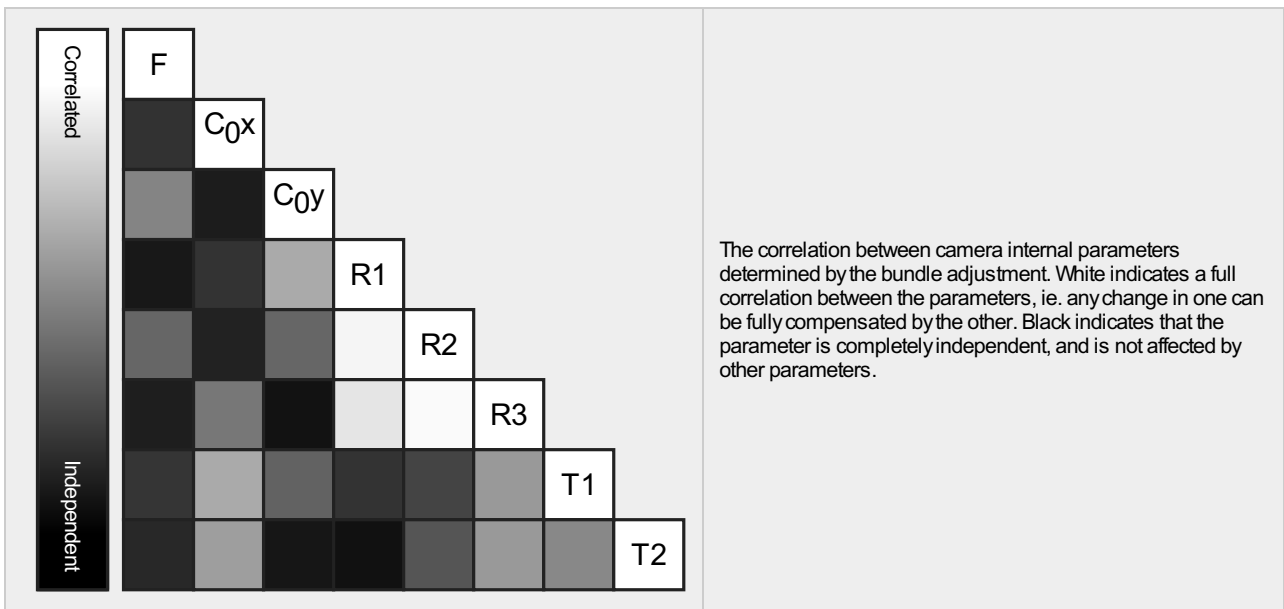 Correlated
Independent
F
C0x
C0y
R1
R2
R3
T1
T2
The correlation between camera internal parameters
determined by the bundle adjustment. White indicates a full
correlation between the parameters, ie. any change in one can
be fully compensated by the other. Black indicates that the
parameter is completely independent, and is not affected by
other parameters.